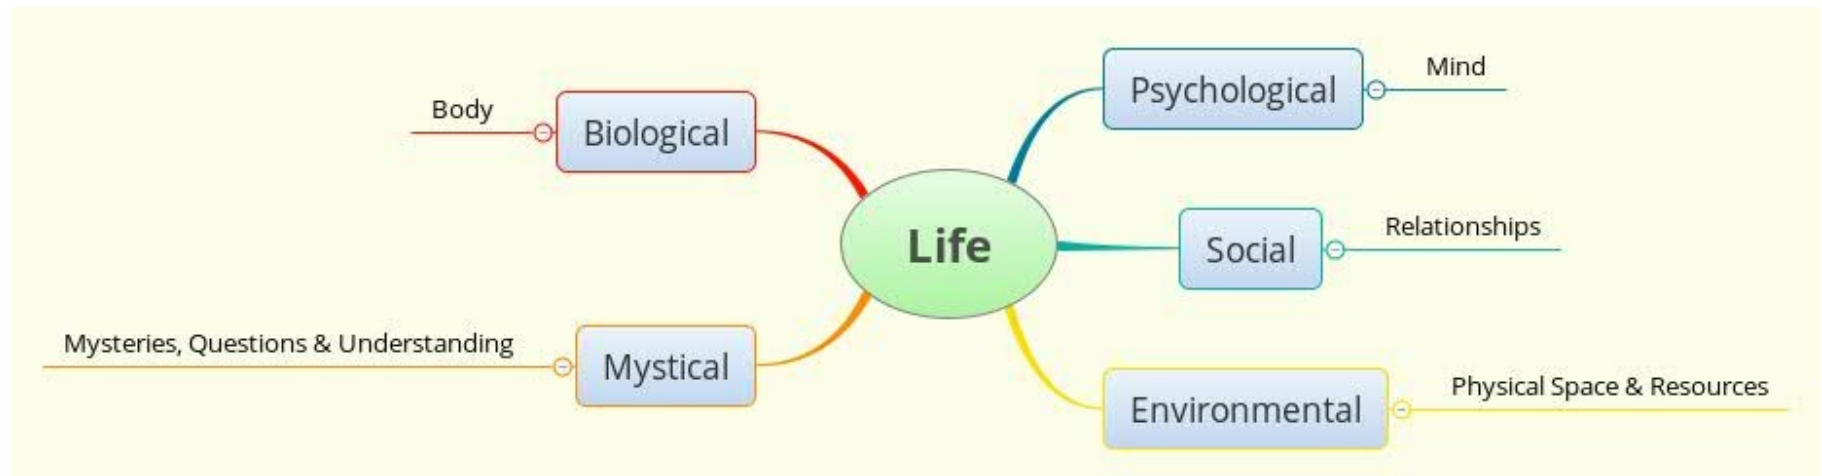 Life
Psychological
Mind
Social
Relationships
Environmental
Physical Space & Resources
Mystical
Mysteries, Questions & Understanding
Biological
Body